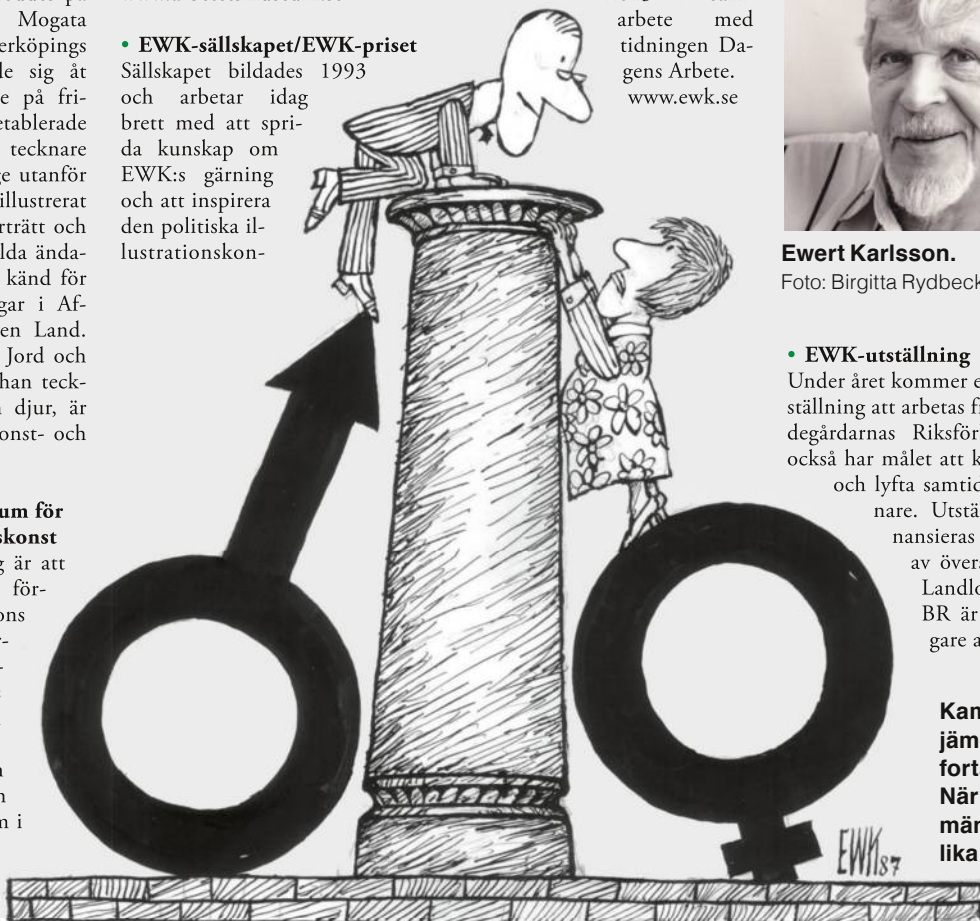 Mogata
erköpings
le sig åt
e på fri-
etablerade
tecknare
ge utanför
illustrerat
rträtt och
lda ända-
känd för
gar i Af-
en Land.
Jord och
han teck-
djur, är
onst- och
um för
skonst
g är att
för-
ons
• EWK-sällskapet/EWK-priset
Sällskapet bildades 1993
och arbetar idag
brett med att spri-
da kunskap om
EWK:s gärning
och att inspirera
den politiska il-
lustrationskon-
arbete med
tidningen Da-
gens Arbete.
www.ewk.se
Ewert Karlsson.
Foto: Birgitta Rydbeck
• EWK-utställning
Under året kommer e
ställning att arbetas f
degårdarnas Riksför
också har målet att k
och lyfta samtid
nare. Utstä
nansieras
av övers
Landlo
BR är
gare a
Kan
jäm
fort
När
män
lika
EWK 87